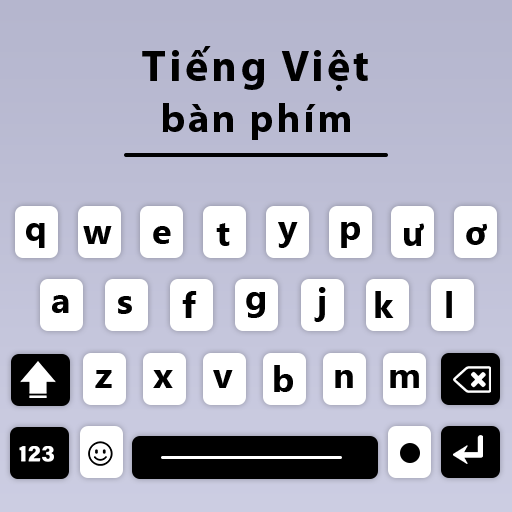 Tiếng Việt
bàn phím
q w e t y p ư ơ
a s f g j k l
z x v b n m
123